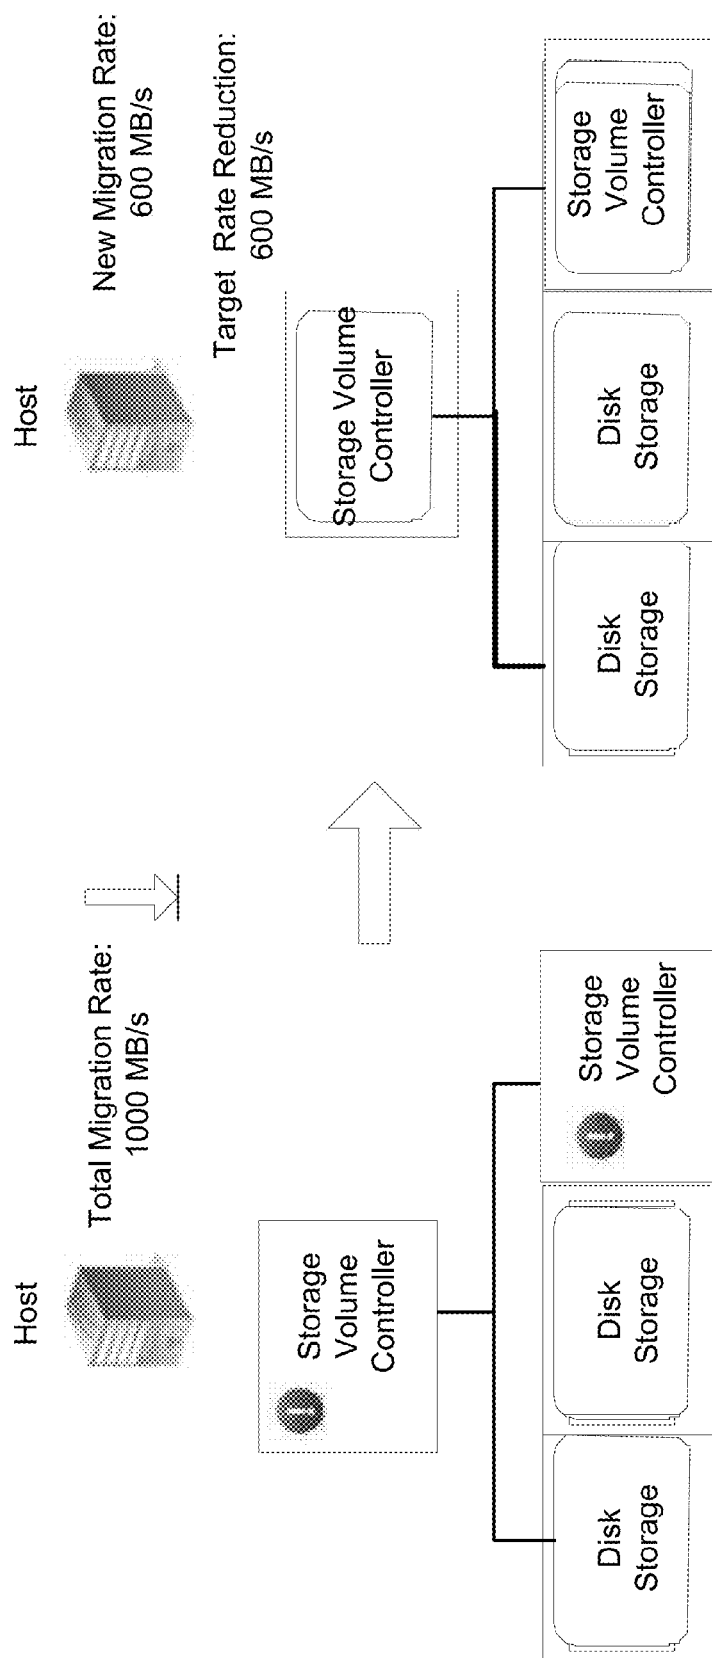 Host
Total Migration Rate:
1000 MB/s
Storage
Volume
Controller
Disk
Storage
Disk
Storage
Storage
Volume
Controller
Host
New Migration Rate:
600 MB/s
Target Rate Reduction:
600 MB/s
Storage Volume
Controller
Disk
Storage
Disk
Storage
Storage
Volume
Controller